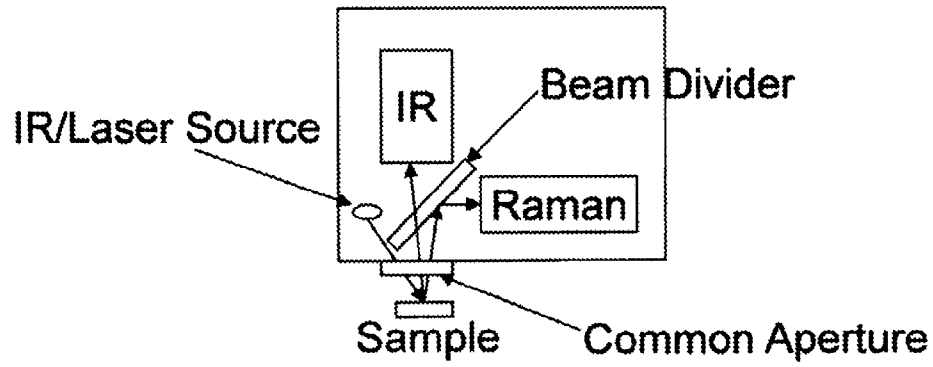 Beam Divider
IR
IR/Laser Source
Raman
Sample
Common Aperture